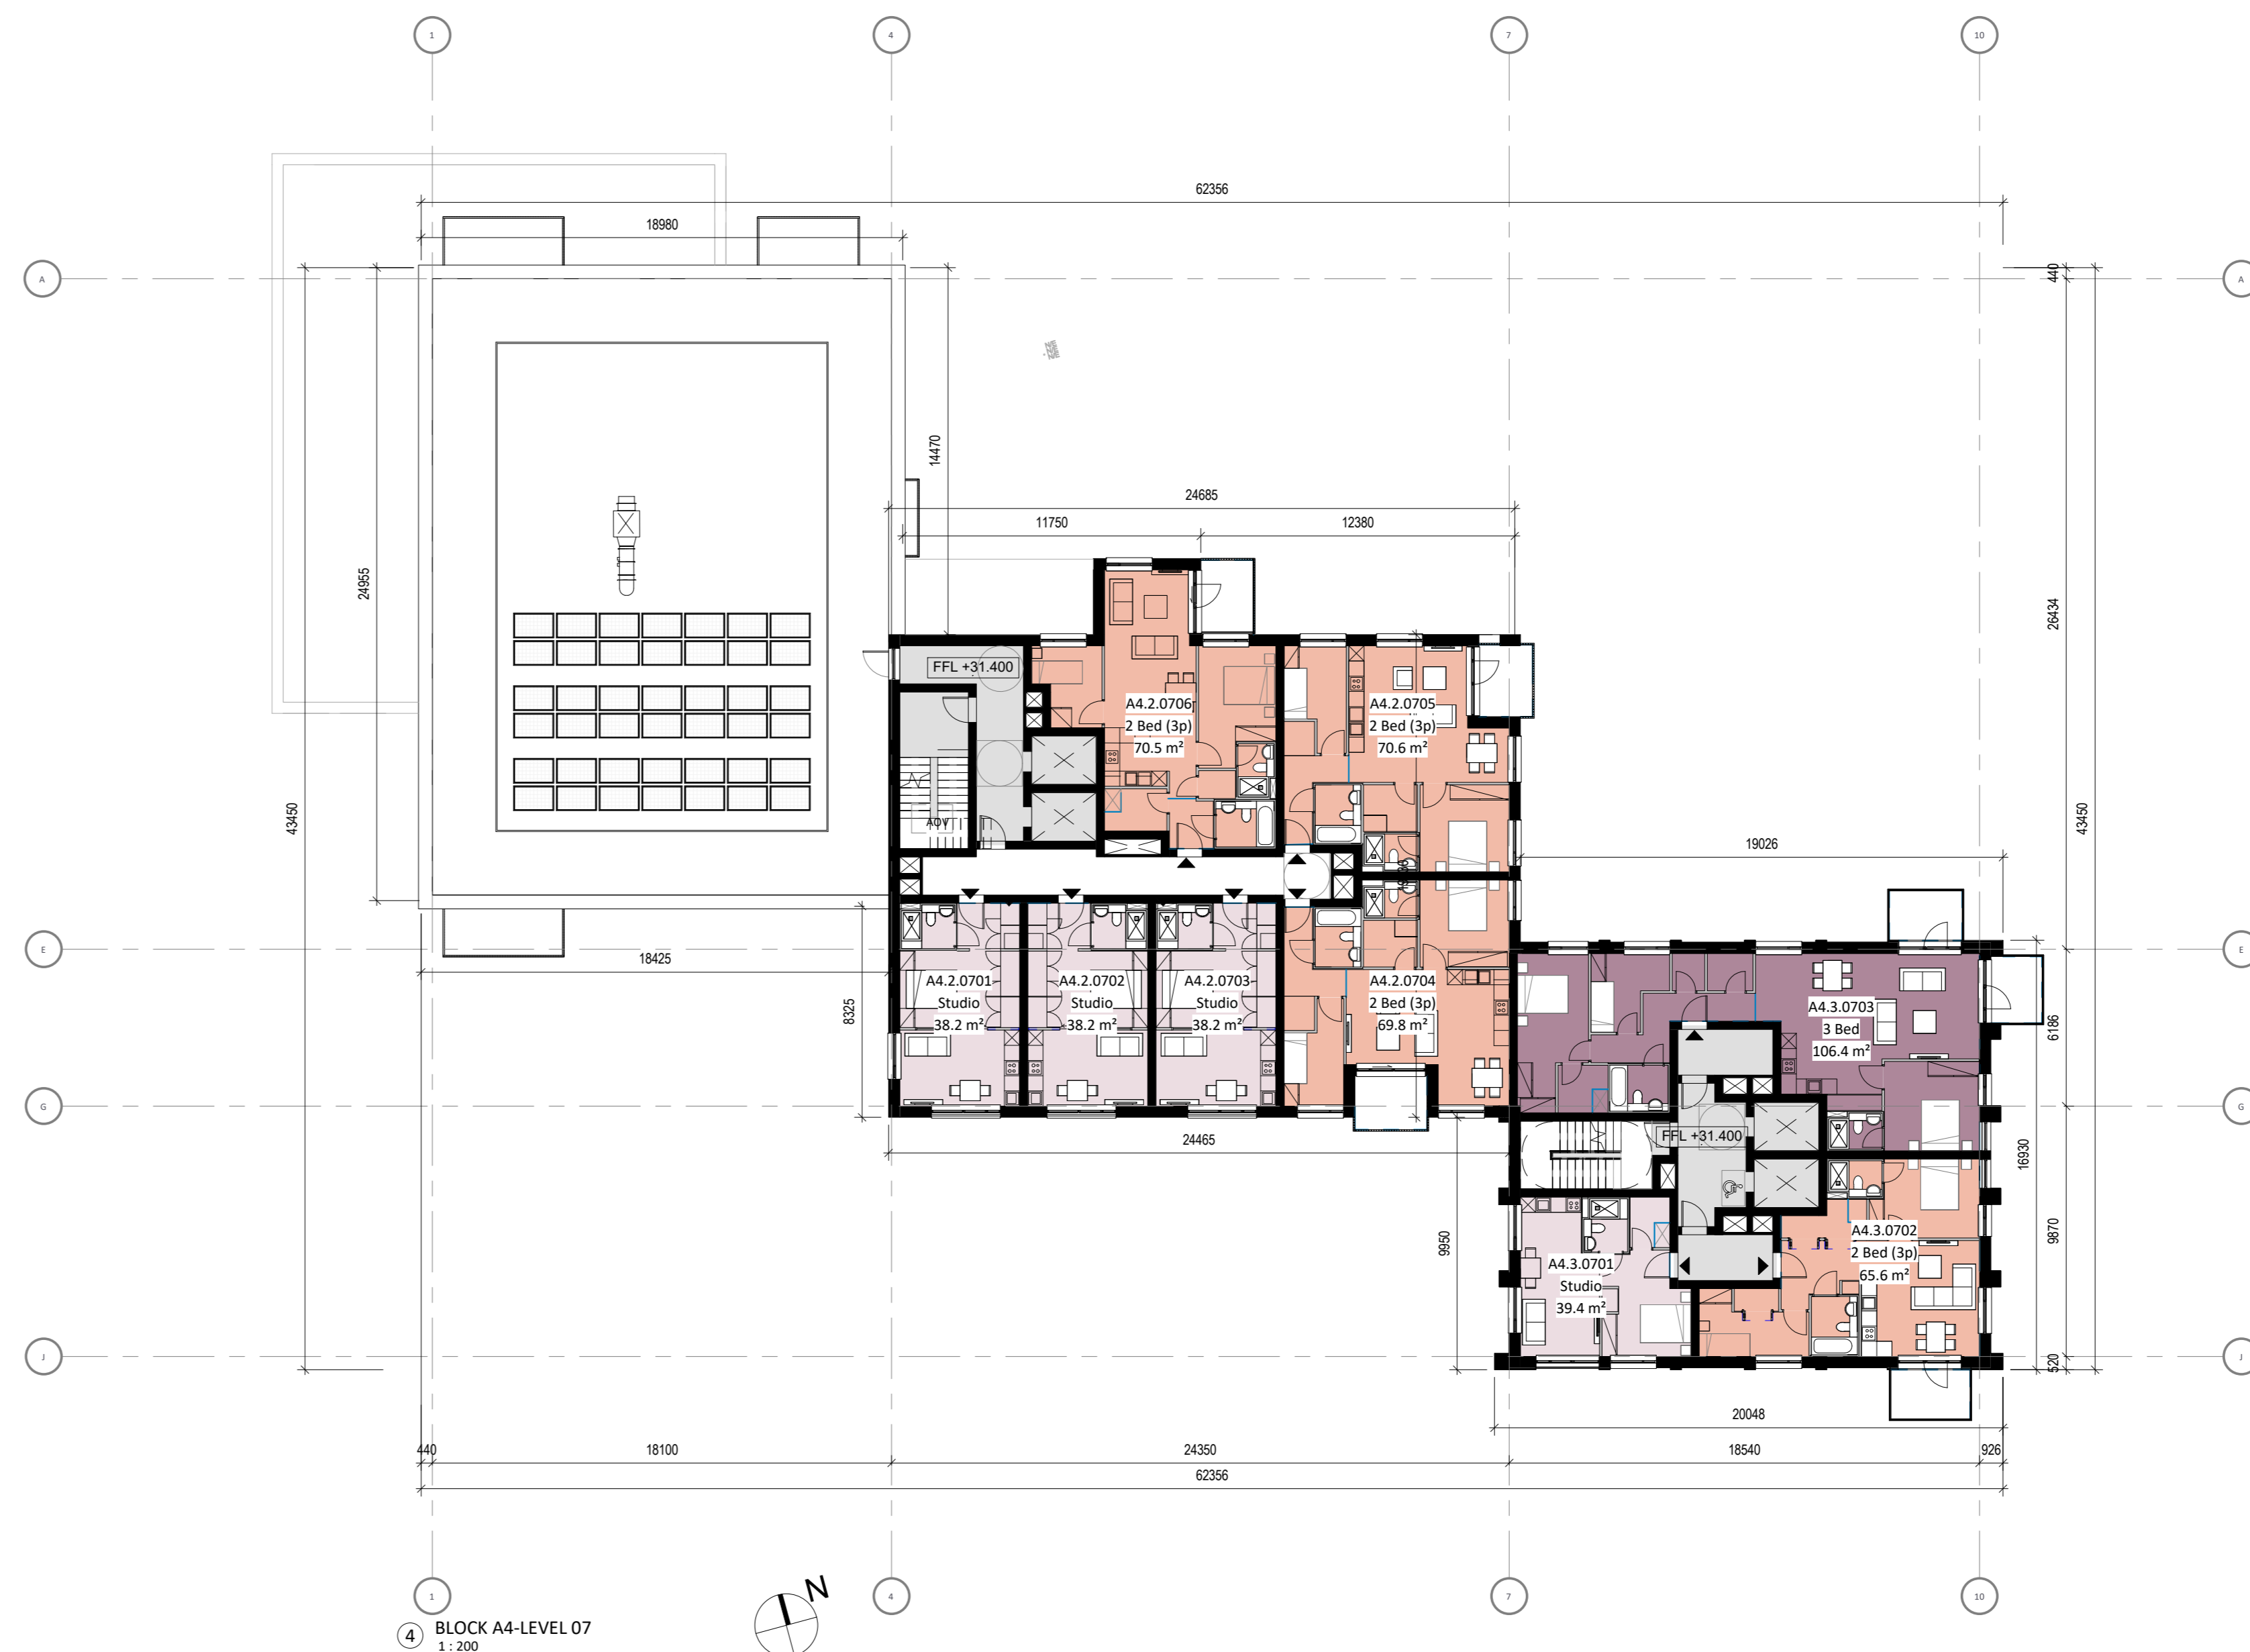 1
4
7
10
62356
18980
A
A
440
14470
24685
11750
12380
24955
26434
FFL +31.400
A4.2.0706
2 Bed (3p)
70.5 m²
A4.2.0705
2 Bed (3p)
70.6 m²
43450
43450
AOV
19026
E
E
18425
8325
A4.2.0701
Studio
38.2 m²
A4.2.0702
Studio
38.2 m²
A4.2.0703
Studio
38.2 m²
A4.2.0704
2 Bed (3p)
69.8 m²
A4.3.0703
3 Bed
106.4 m²
6186
G
G
24465
FFL +31.400
16930
9950
A4.3.0701
Studio
39.4 m²
A4.3.0702
2 Bed (3p)
65.6 m²
9870
J
J
520
20048
440
18100
24350
18540
926
62356
1
4
7
10
N
4
BLOCK A4-LEVEL 07
1 : 200